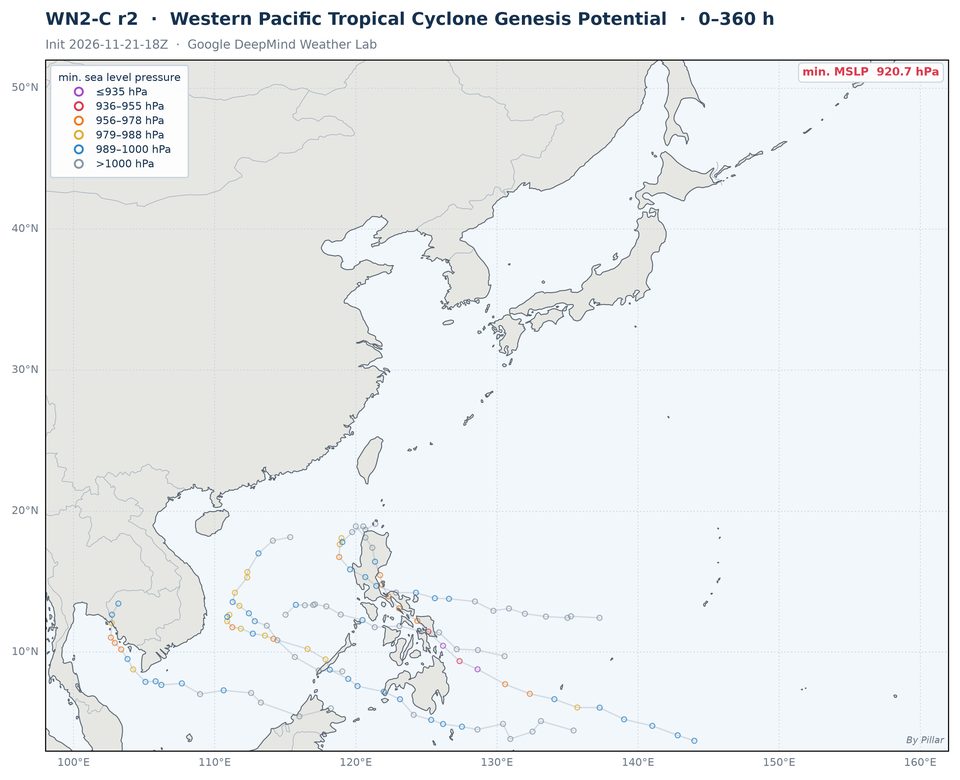 WN2-C r2 · Western Pacific Tropical Cyclone Genesis Potential · 0–360 h
Init 2026-11-21-18Z · Google DeepMind Weather Lab
min. sea level pressure
≤935 hPa
936–955 hPa
956–978 hPa
979–988 hPa
989–1000 hPa
>1000 hPa
min. MSLP 920.7 hPa
50°N
40°N
30°N
20°N
10°N
By Pillar
100°E 110°E 120°E 130°E 140°E 150°E 160°E